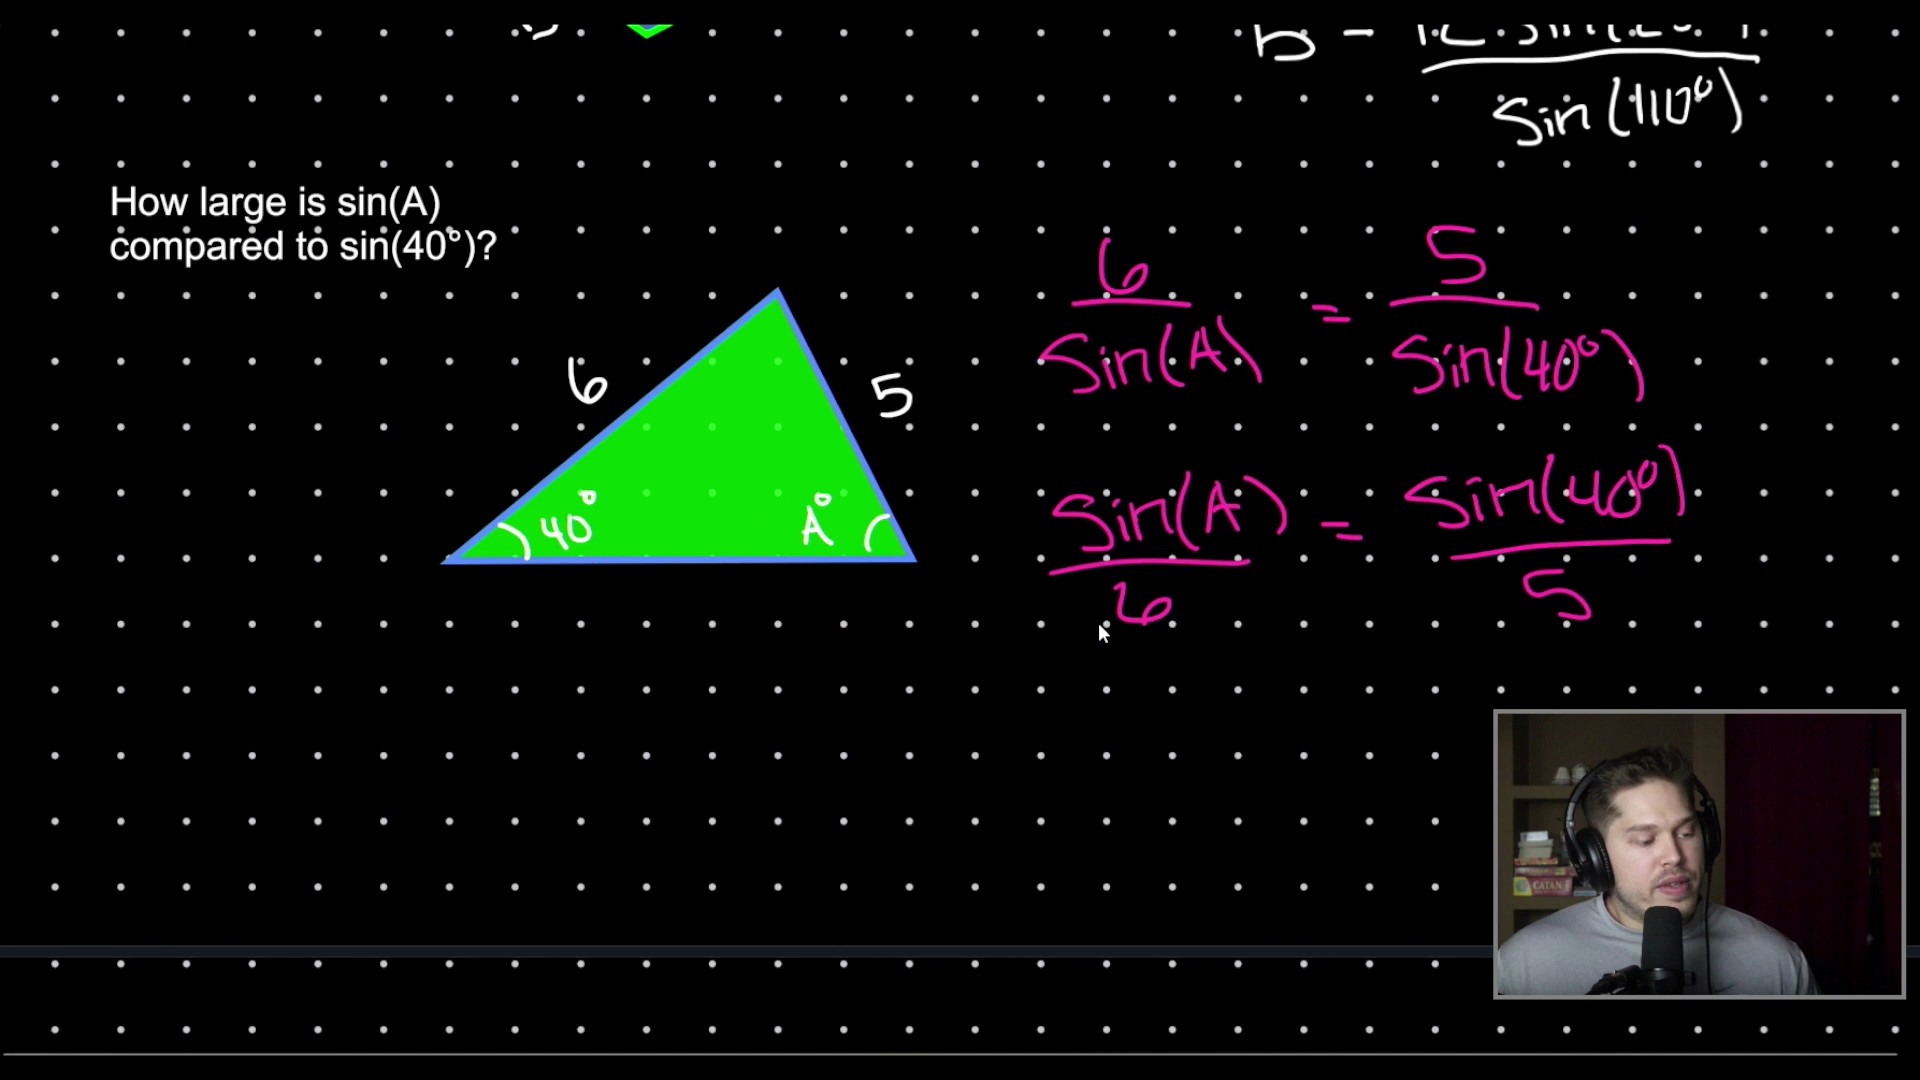 sin(110°)
How large is sin(A)
compared to sin(40°)?
6
5
40°
A°
6 / sin(A) = 5 / sin(40°)
sin(A) / 6 = sin(40°) / 5
CATAN